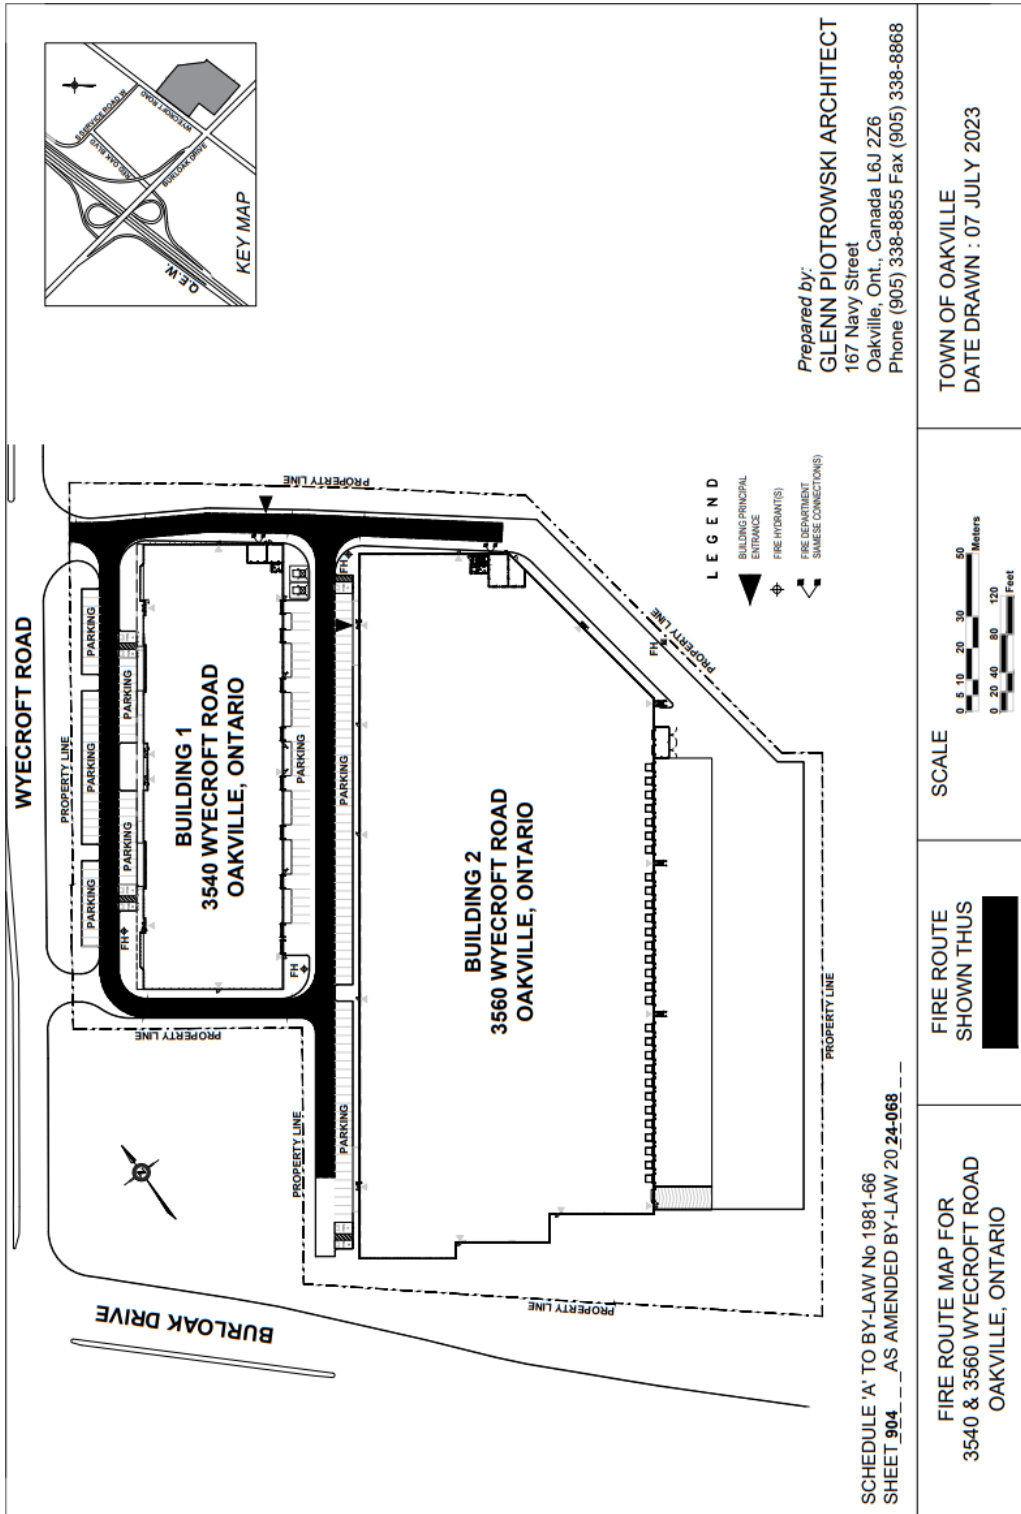 WYECROFT ROAD
PROPERTY LINE
PARKING
PARKING
PARKING
PARKING
PARKING
FH
FH
BUILDING 1
3540 WYECROFT ROAD
OAKVILLE, ONTARIO
PARKING
PROPERTY LINE
PROPERTY LINE
PROPERTY LINE
FH
PARKING
PARKING
BUILDING 2
3560 WYECROFT ROAD
OAKVILLE, ONTARIO
FH
PROPERTY LINE
PROPERTY LINE
PROPERTY LINE
BURLOAK DRIVE
S SERVICE ROAD W
WYECROFT ROAD
RED OAK BLVD
BURLOAK DRIVE
Q.E.W.
KEY MAP
LEGEND
BUILDING PRINCIPAL
ENTRANCE
FIRE HYDRANT(S)
FIRE DEPARTMENT
SIAMESE CONNECTION(S)
Prepared by:
GLENN PIOTROWSKI ARCHITECT
167 Navy Street
Oakville, Ont., Canada L6J 2Z6
Phone (905) 338-8855 Fax (905) 338-8868
SCHEDULE 'A' TO BY-LAW No 1981-66
SHEET 904 AS AMENDED BY-LAW 2024-068
FIRE ROUTE MAP FOR
3540 & 3560 WYECROFT ROAD
OAKVILLE, ONTARIO
FIRE ROUTE
SHOWN THUS
SCALE
0 5 10 20 30 50
Meters
0 20 40 80 120
Feet
TOWN OF OAKVILLE
DATE DRAWN : 07 JULY 2023